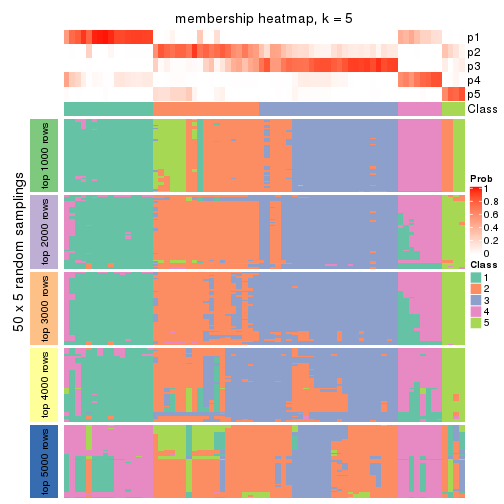 membership heatmap, k = 5
p1
p2
p3
p4
p5
Class
50 x 5 random samplings
top 1000 rows
top 2000 rows
top 3000 rows
top 4000 rows
top 5000 rows
Prob
1
0.8
0.6
0.4
0.2
0
Class
1
2
3
4
5